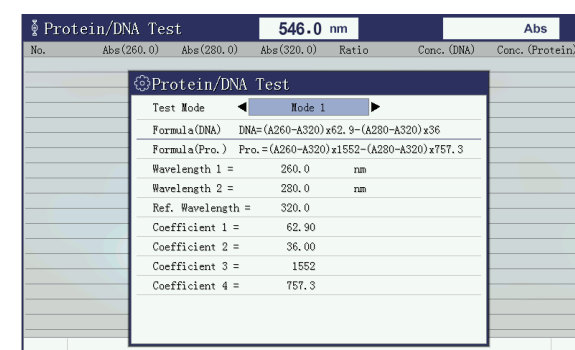 Protein/DNA Test 546.0 nm Abs
No. Abs(260.0) Abs(280.0) Abs(320.0) Ratio Conc.(DNA) Conc.(Protein)
Protein/DNA Test
Test Mode ◀ Mode 1 ▶
Formula(DNA) DNA=(A260-A320)x62.9-(A280-A320)x36
Formula(Pro.) Pro.=(A260-A320)x1552-(A280-A320)x757.3
Wavelength 1 = 260.0 nm
Wavelength 2 = 280.0 nm
Ref. Wavelength = 320.0
Coefficient 1 = 62.90
Coefficient 2 = 36.00
Coefficient 3 = 1552
Coefficient 4 = 757.3